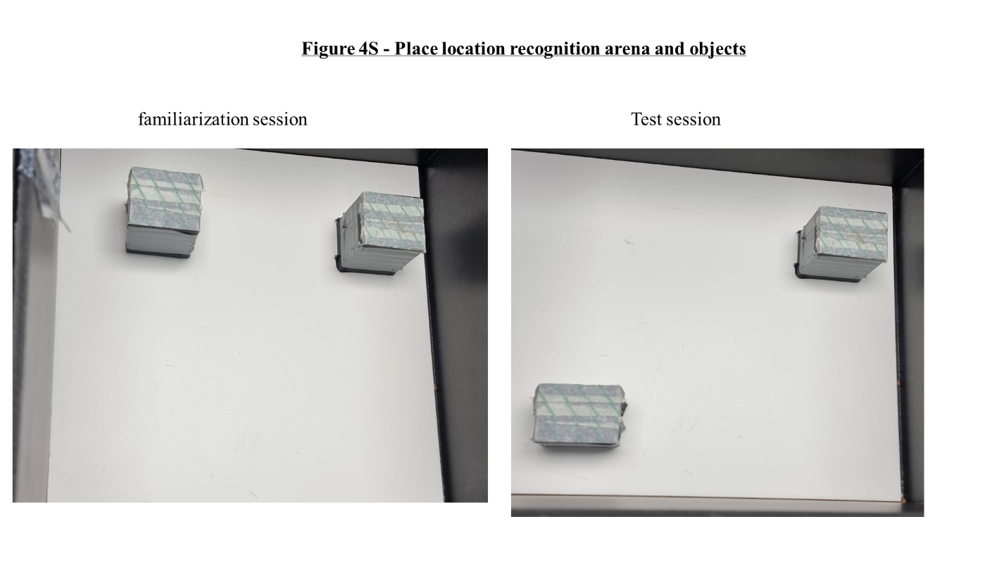 Figure 4S - Place location recognition arena and objects
familiarization session
Test session